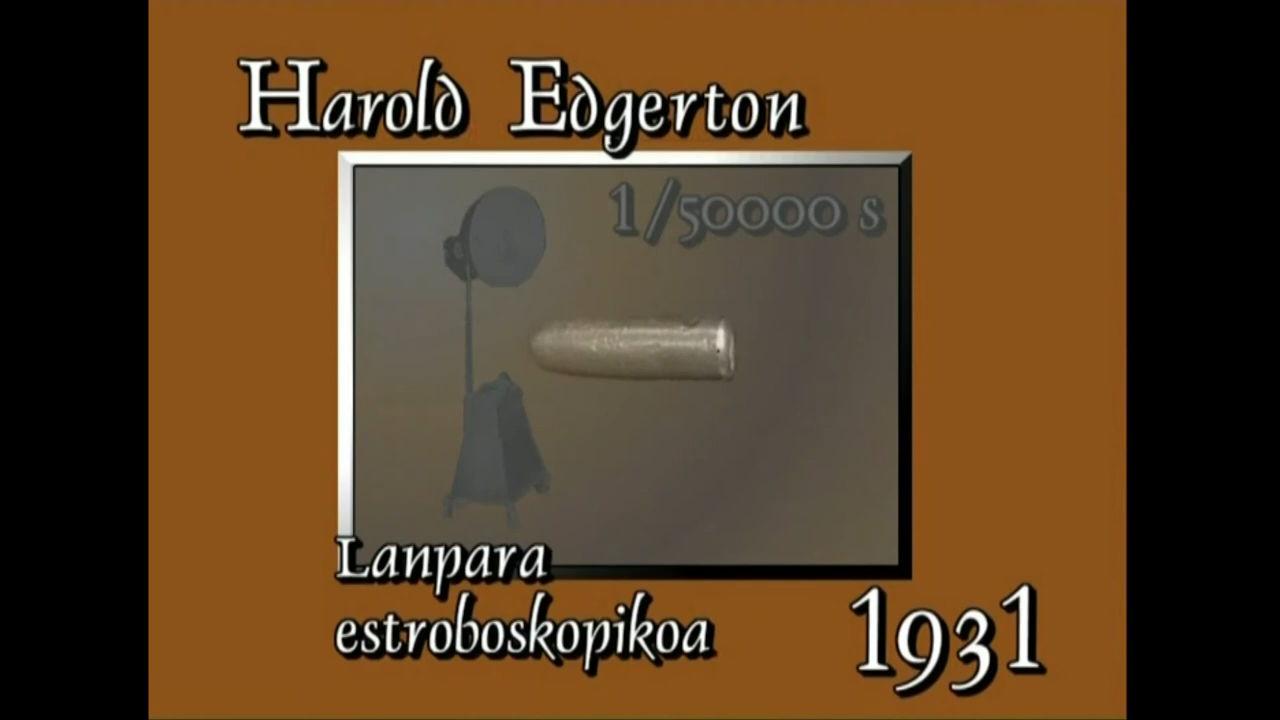 Harold Edgerton
1/50000 s
Lanpara
estroboskopikoa
1931